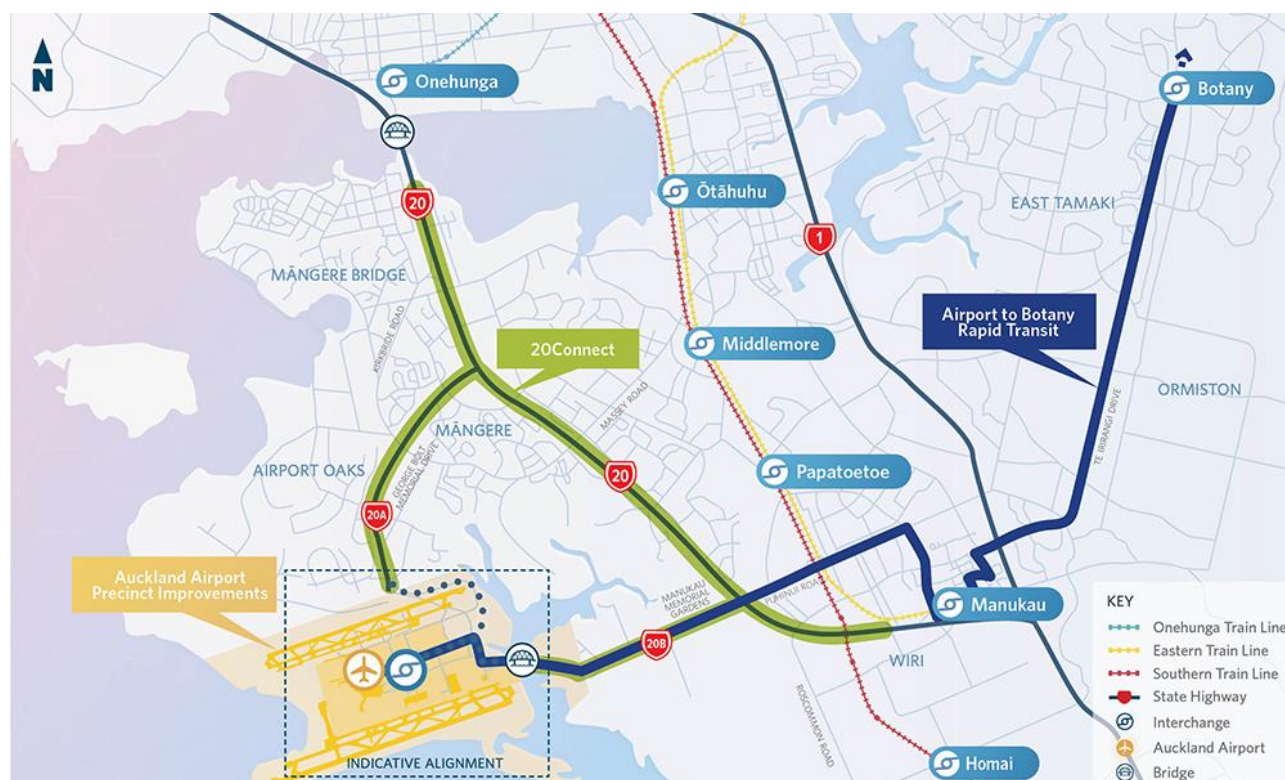 N
Onehunga
Botany
20
Ōtāhuhu
EAST TAMAKI
1
MĀNGERE BRIDGE
KIRKBRIDE ROAD
20Connect
Middlemore
Airport to Botany
Rapid Transit
TE IRIRANGI DRIVE
ORMISTON
MASSEY ROAD
MĀNGERE
AIRPORT OAKS
GEORGE BOLT
MEMORIAL DRIVE
20A
20
Papatoetoe
Auckland Airport
Precinct Improvements
MANUKAU
MEMORIAL
GARDENS
PUHINUI ROAD
Manukau
20B
WIRI
ROSCOMMON ROAD
Homai
INDICATIVE ALIGNMENT
KEY
Onehunga Train Line
Eastern Train Line
Southern Train Line
State Highway
Interchange
Auckland Airport
Bridge